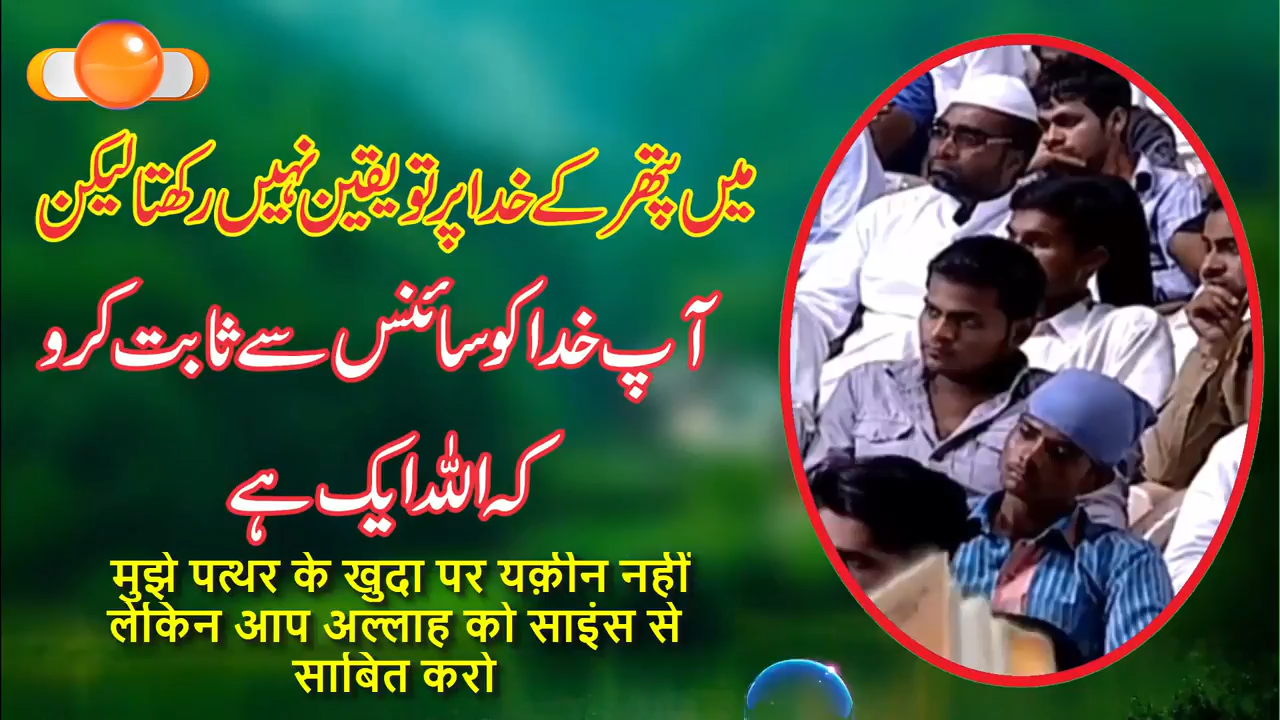 میں پتھر کے خدا پر تو یقین نہیں رکھتا لیکن
آپ خدا کو سائنس سے ثابت کرو
کہ اللہ ایک ہے
मुझे पत्थर के खुदा पर यक़ीन नहीं
लेकिन आप अल्लाह को साइंस से
साबित करो